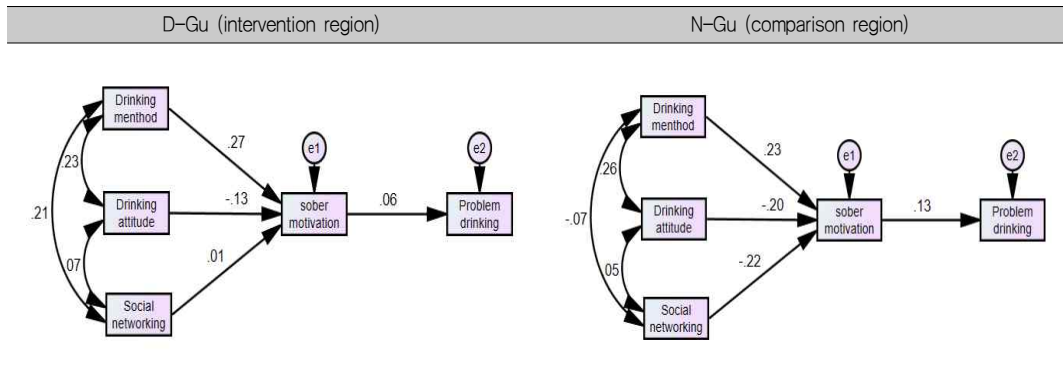 D-Gu (intervention region)
N-Gu (comparison region)
Drinking
menthod
.27
e1
e2
.23
.21
Drinking
attitude
-.13
sober
motivation
.06
Problem
drinking
.07
.01
Social
networking
Drinking
menthod
.23
e1
e2
.26
-.07
Drinking
attitude
-.20
sober
motivation
.13
Problem
drinking
.05
-.22
Social
networking